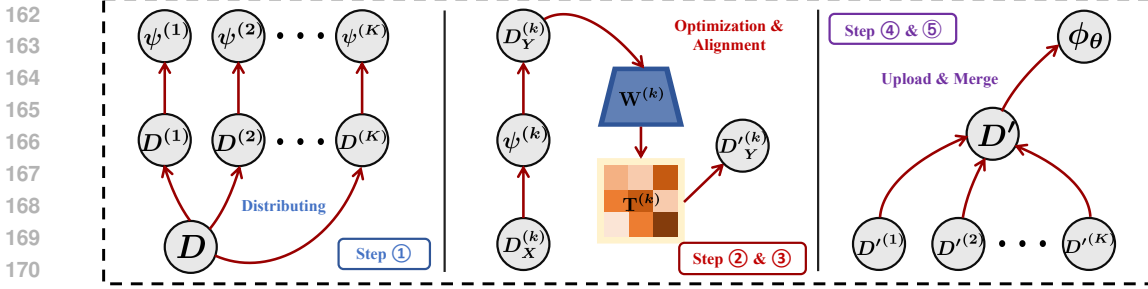 162
163
164
165
166
167
168
169
170
ψ^(1) ψ^(2) · · · ψ^(K)
D^(1) D^(2) · · · D^(K)
Distributing
D
Step ①
D_Y^(k)
Optimization &
Alignment
W^(k)
ψ^(k)
D'_Y^(k)
T^(k)
D_X^(k)
Step ② & ③
Step ④ & ⑤
ϕ_θ
Upload & Merge
D'
D'^(1) D'^(2) · · · D'^(K)